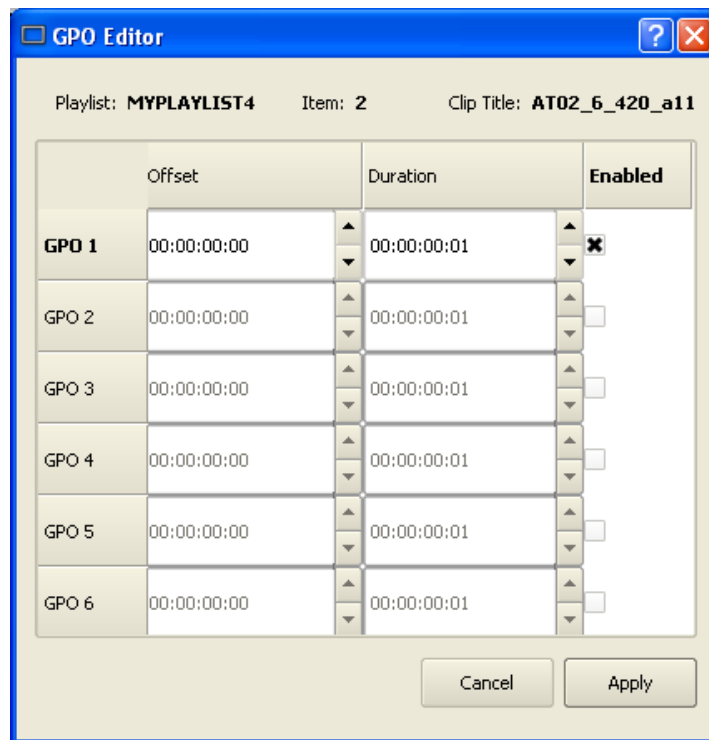 GPO Editor
Playlist: MYPLAYLIST4 Item: 2 Clip Title: AT02_6_420_a11
Offset Duration Enabled
GPO 1 00:00:00:00 00:00:00:01
GPO 2 00:00:00:00 00:00:00:01
GPO 3 00:00:00:00 00:00:00:01
GPO 4 00:00:00:00 00:00:00:01
GPO 5 00:00:00:00 00:00:00:01
GPO 6 00:00:00:00 00:00:00:01
Cancel Apply